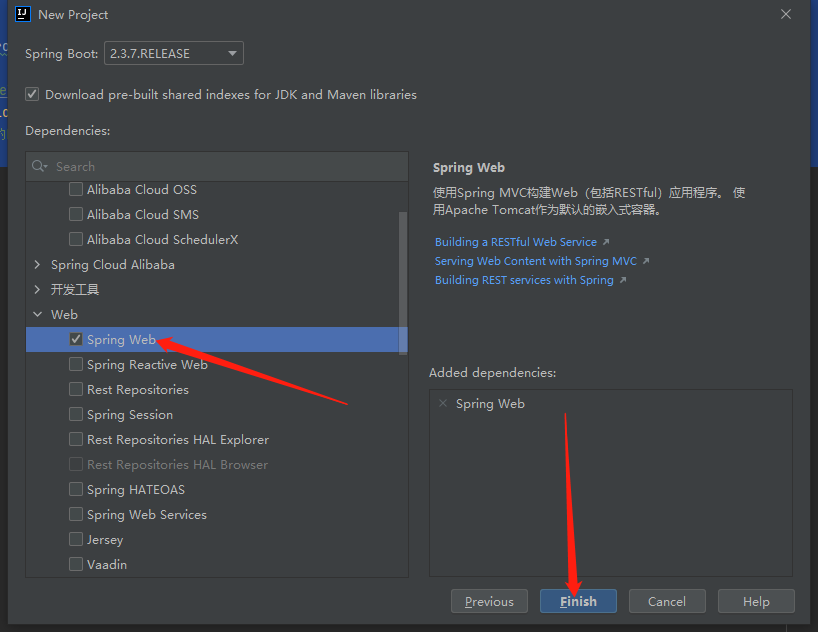 New Project
Spring Boot: 2.3.7.RELEASE
Download pre-built shared indexes for JDK and Maven libraries
Dependencies:
Search
Alibaba Cloud OSS
Alibaba Cloud SMS
Alibaba Cloud SchedulerX
Spring Cloud Alibaba
开发工具
Web
Spring Web
Spring Reactive Web
Rest Repositories
Spring Session
Rest Repositories HAL Explorer
Rest Repositories HAL Browser
Spring HATEOAS
Spring Web Services
Jersey
Vaadin
Spring Web
使用Spring MVC构建Web（包括RESTful）应用程序。 使
用Apache Tomcat作为默认的嵌入式容器。
Building a RESTful Web Service
Serving Web Content with Spring MVC
Building REST services with Spring
Added dependencies:
Spring Web
Previous
Finish
Cancel
Help